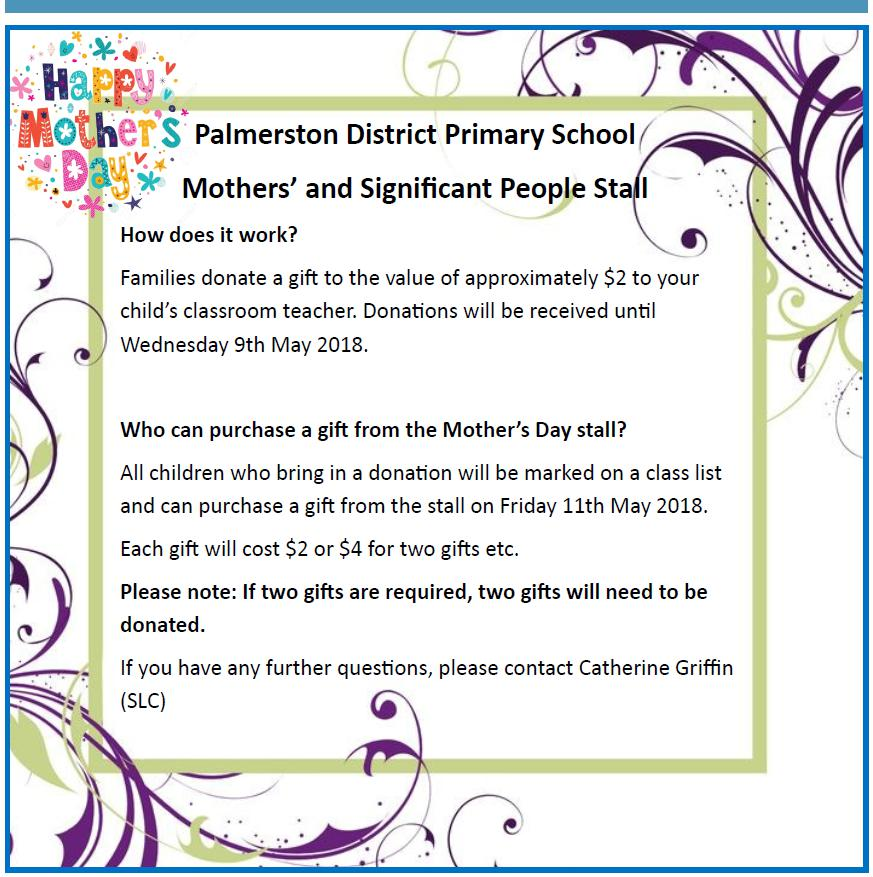 Happy
Mother's
Day
Palmerston District Primary School
Mothers’ and Significant People Stall
How does it work?
Families donate a gift to the value of approximately $2 to your
child’s classroom teacher. Donations will be received until
Wednesday 9th May 2018.
Who can purchase a gift from the Mother’s Day stall?
All children who bring in a donation will be marked on a class list
and can purchase a gift from the stall on Friday 11th May 2018.
Each gift will cost $2 or $4 for two gifts etc.
Please note: If two gifts are required, two gifts will need to be
donated.
If you have any further questions, please contact Catherine Griffin
(SLC)